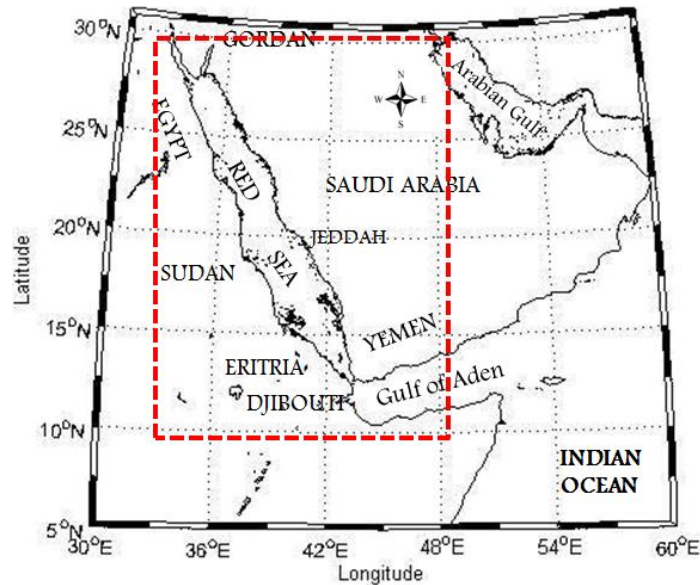 30°N
GORDAN
Arabian Gulf
N
W E
S
25°N
EGYPT
RED
SAUDI ARABIA
20°N
JEDDAH
SEA
SUDAN
Latitude
15°N
YEMEN
ERITRIA
Gulf of Aden
DJIBOUTI
10°N
INDIAN
OCEAN
5°N
30°E 36°E 42°E 48°E 54°E 60°E
Longitude